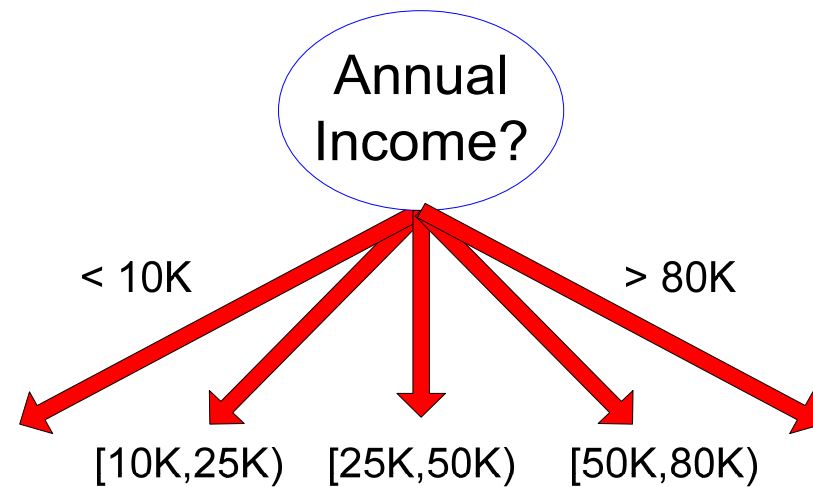 Annual
Income?
< 10K
> 80K
[10K,25K)
[25K,50K)
[50K,80K)